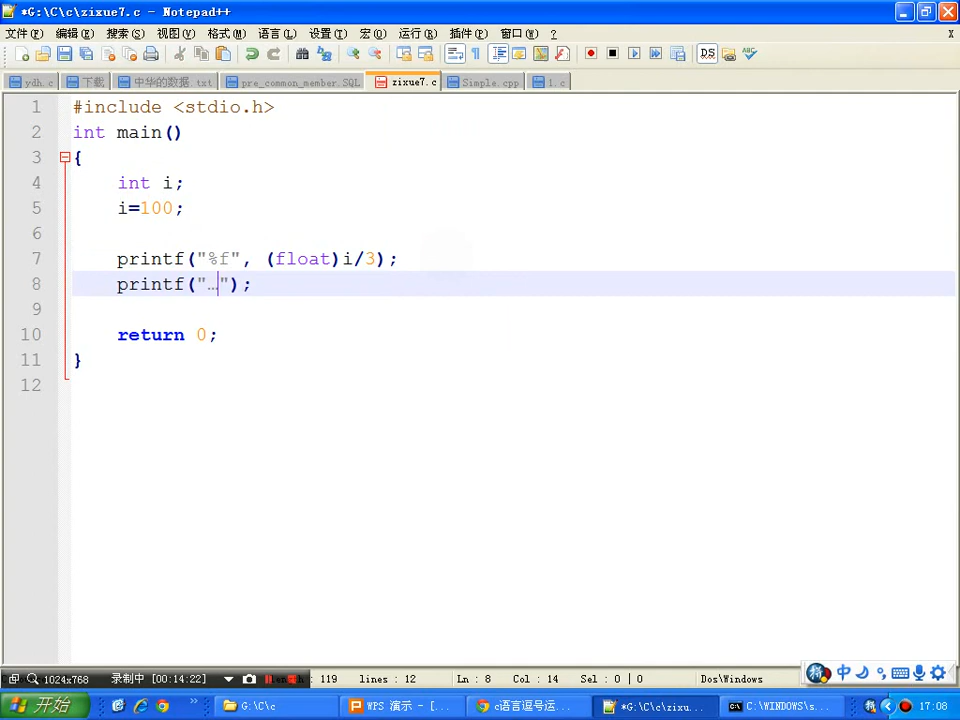 *G:\C\c\zixue7.c - Notepad++
文件(F) 编辑(E) 搜索(S) 视图(V) 格式(M) 语言(L) 设置(T) 宏(O) 运行(R) 插件(P) 窗口(W) ? X
ydh.c 下载 中华的数据.txt pre_common_member.SQL zixue7.c Simple.cpp 1.c
1 #include <stdio.h>
2 int main()
3 {
4 int i;
5 i=100;
6
7 printf("%f", (float)i/3);
8 printf("…");
9
10 return 0;
11 }
12
1024x768 录制中 [00:14:22] length : 119 lines : 12 Ln : 8 Col : 14 Sel : 0 | 0 Dos\Windows
中
开始 G:\C\c WPS 演示 - [... c语言逗号运... *G:\C\c\zixu... C:\WINDOWS\s... 17:08